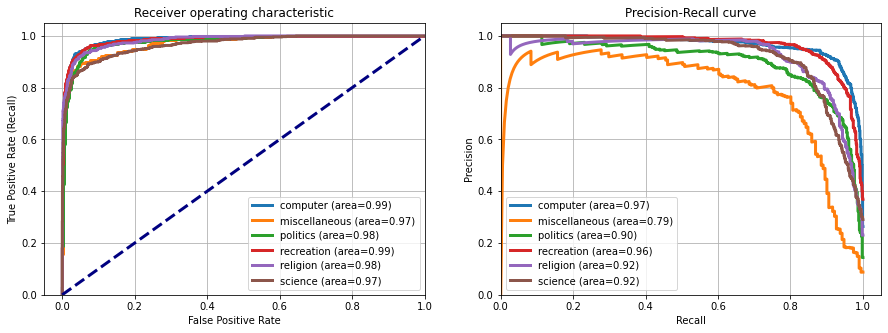 Receiver operating characteristic
True Positive Rate (Recall)
1.0
0.8
0.6
0.4
0.2
0.0
computer (area=0.99)
miscellaneous (area=0.97)
politics (area=0.98)
recreation (area=0.99)
religion (area=0.98)
science (area=0.97)
0.0 0.2 0.4 0.6 0.8 1.0
False Positive Rate
Precision-Recall curve
Precision
1.0
0.8
0.6
0.4
0.2
0.0
computer (area=0.97)
miscellaneous (area=0.79)
politics (area=0.90)
recreation (area=0.96)
religion (area=0.92)
science (area=0.92)
0.0 0.2 0.4 0.6 0.8 1.0
Recall